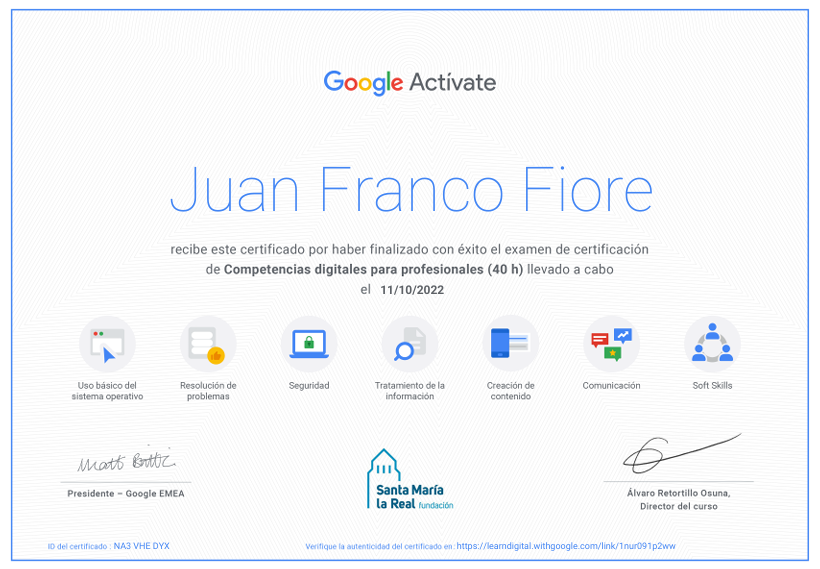 Google Actívate
Juan Franco Fiore
recibe este certificado por haber finalizado con éxito el examen de certificación
de Competencias digitales para profesionales (40 h) llevado a cabo
el 11/10/2022
Uso básico del
sistema operativo
Resolución de
problemas
Seguridad
Tratamiento de la
información
Creación de
contenido
Comunicación
Soft Skills
Matt Brittin
Presidente – Google EMEA
Santa María
la Real fundación
Álvaro Retortillo Osuna,
Director del curso
ID del certificado : NA3 VHE DYX
Verifique la autenticidad del certificado en: https://learndigital.withgoogle.com/link/1nur091p2ww